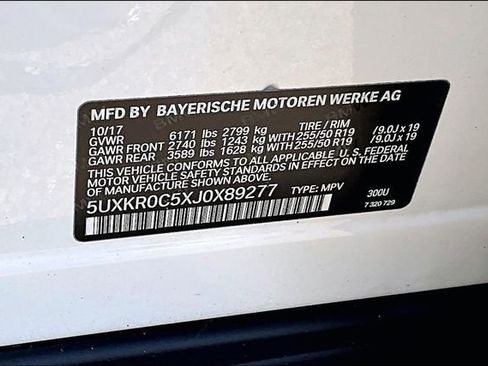 MFD BY BAYERISCHE MOTOREN WERKE AG
10/17 6171 lbs 2799 kg TIRE / RIM
GVWR
GAWR FRONT 2740 lbs 1243 kg WITH 255/50 R19 /9.0J x 19
GAWR REAR 3589 lbs 1628 kg WITH 255/50 R19 /9.0J x 19
THIS VEHICLE CONFORMS TO ALL APPLICABLE U.S. FEDERAL
MOTOR VEHICLE SAFETY STANDARDS IN EFFECT ON THE DATE
OF MANUFACTURE SHOWN ABOVE.
5UXKR0C5XJ0X89277 TYPE: MPV 300U
7 320 729